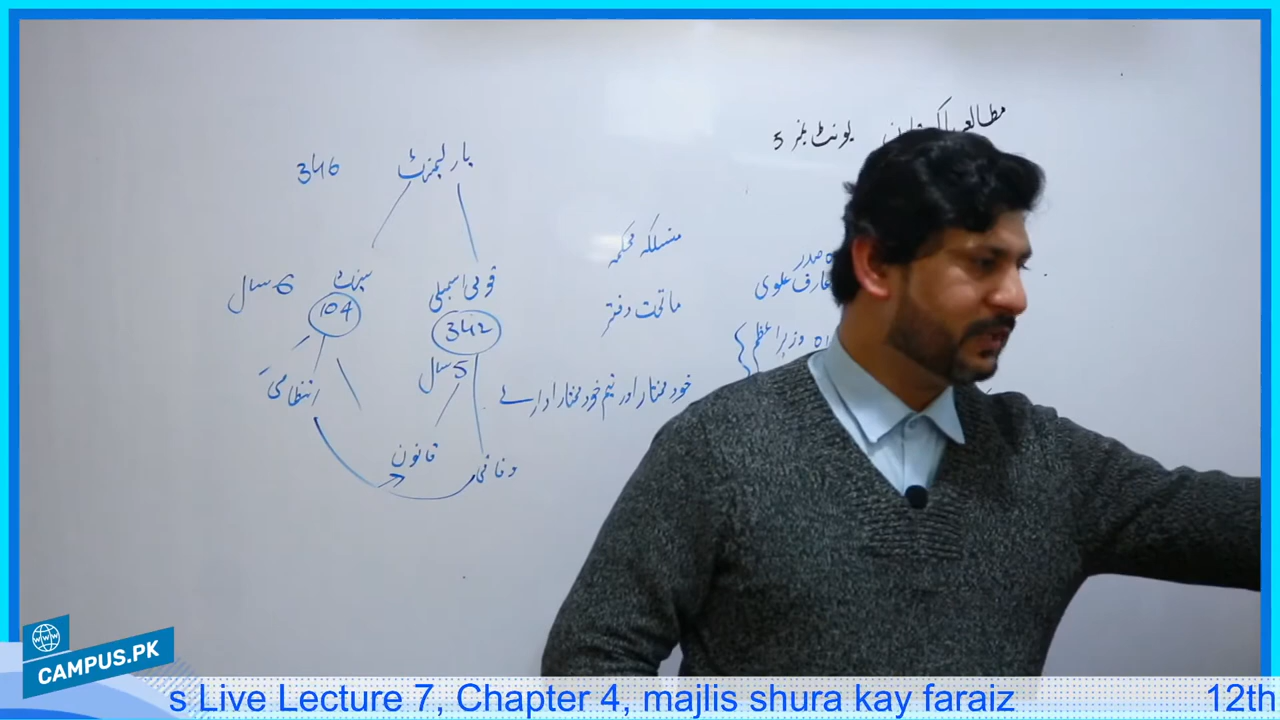 مطالعہ پاکستان یونٹ نمبر 5
پارلیمنٹ 346
منسلکہ محکمہ
صدر
عارف علوی
قومی اسمبلی سینٹ 6 سال
342 104
ماتحت دفتر
وزیراعظم
5 سال
خودمختار اور نیم خودمختار ادارے
انتظامی
قانون
وفاقی
www
CAMPUS.PK
s Live Lecture 7, Chapter 4, majlis shura kay faraiz 12th